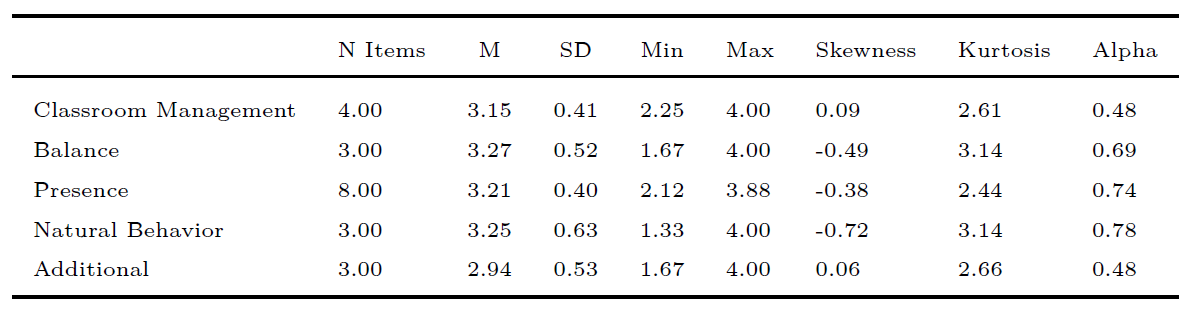 N Items M SD Min Max Skewness Kurtosis Alpha
Classroom Management 4.00 3.15 0.41 2.25 4.00 0.09 2.61 0.48
Balance 3.00 3.27 0.52 1.67 4.00 -0.49 3.14 0.69
Presence 8.00 3.21 0.40 2.12 3.88 -0.38 2.44 0.74
Natural Behavior 3.00 3.25 0.63 1.33 4.00 -0.72 3.14 0.78
Additional 3.00 2.94 0.53 1.67 4.00 0.06 2.66 0.48